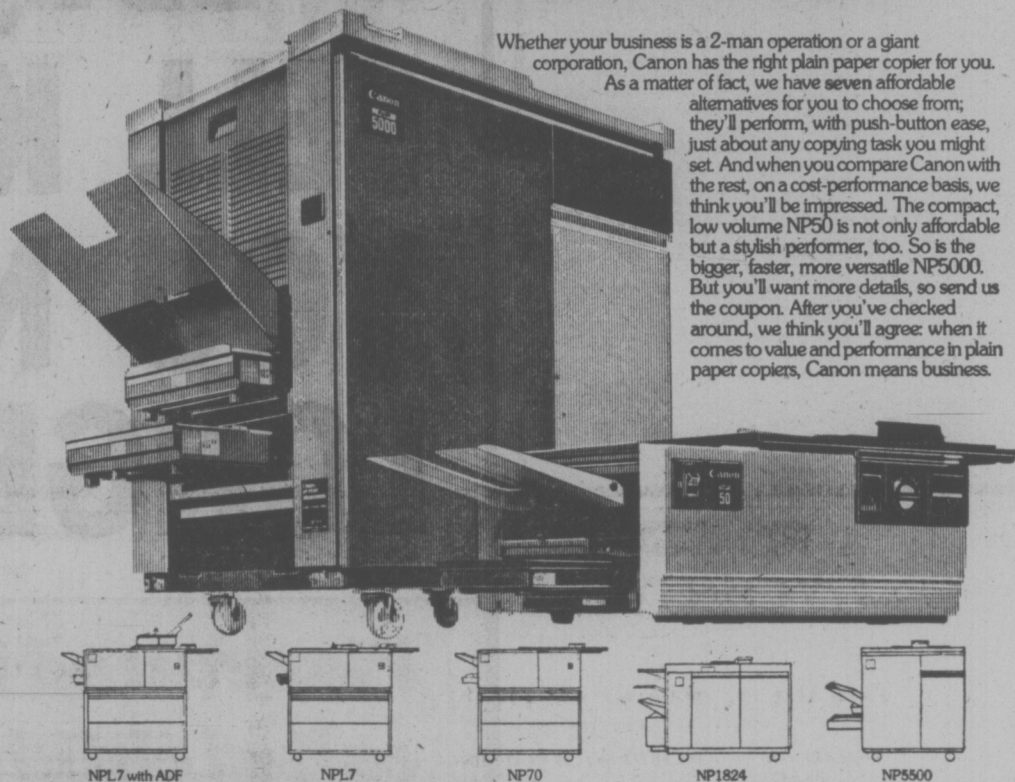 Whether your business is a 2-man operation or a giant
corporation, Canon has the right plain paper copier for you.
As a matter of fact, we have seven affordable
alternatives for you to choose from;
they'll perform, with push-button ease,
just about any copying task you might
set. And when you compare Canon with
the rest, on a cost-performance basis, we
think you'll be impressed. The compact,
low volume NP50 is not only affordable
but a stylish performer, too. So is the
bigger, faster, more versatile NP5000.
But you'll want more details, so send us
the coupon. After you've checked
around, we think you'll agree: when it
comes to value and performance in plain
paper copiers, Canon means business.
Canon
5000
Canon
50
NPL7 with ADF
NPL7
NP70
NP1824
NP5500